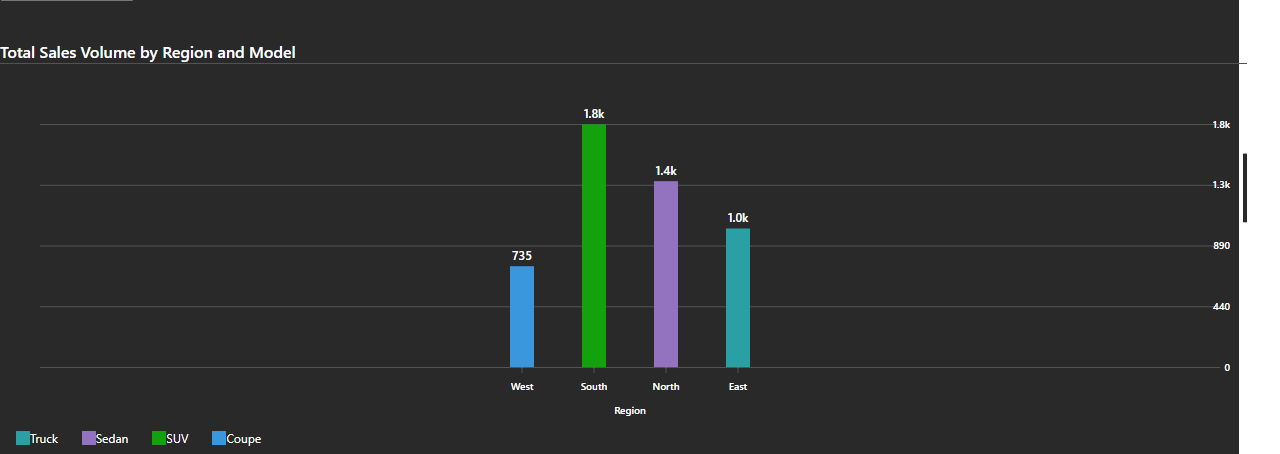 Total Sales Volume by Region and Model
1.8k
1.8k
1.4k
1.3k
1.0k
890
735
440
0
West South North East
Region
Truck Sedan SUV Coupe